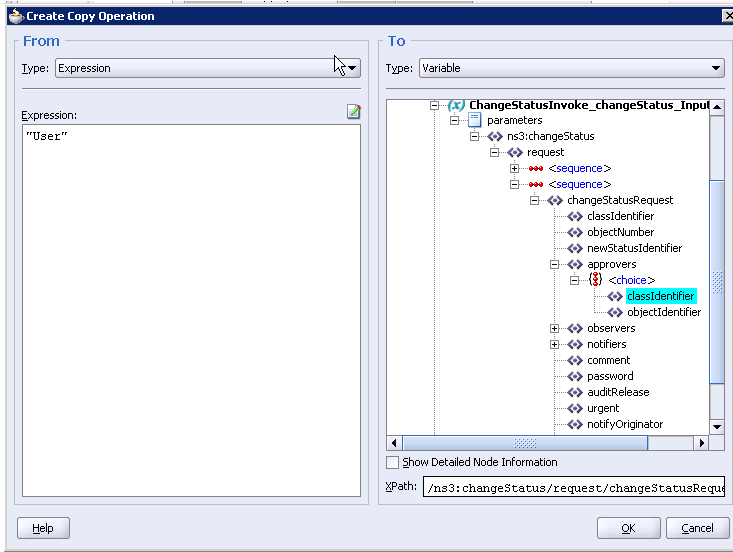 Create Copy Operation
From
Type: Expression
Expression:
"User"
To
Type: Variable
ChangeStatusInvoke_changeStatus_Input
parameters
ns3:changeStatus
request
<sequence>
<sequence>
changeStatusRequest
classIdentifier
objectNumber
newStatusIdentifier
approvers
<choice>
classIdentifier
objectIdentifier
observers
notifiers
comment
password
auditRelease
urgent
notifyOriginator
Show Detailed Node Information
XPath: /ns3:changeStatus/request/changeStatusReque
Help
OK
Cancel